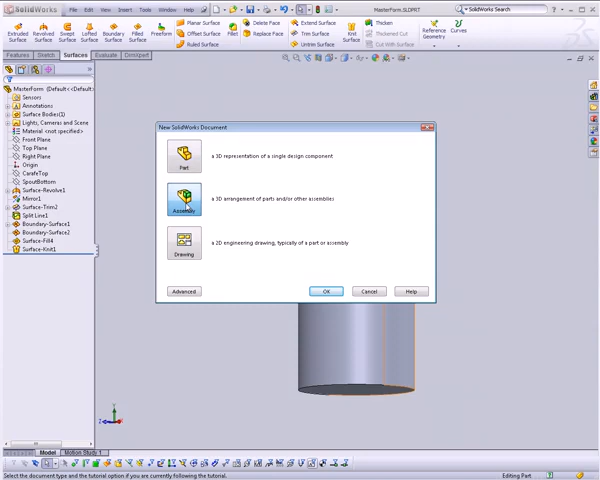 SolidWorks
File Edit View Insert Tools Window Help
MasterForm.SLDPRT
SolidWorks Search
Extruded Surface
Revolved Surface
Swept Surface
Lofted Surface
Boundary Surface
Filled Surface
Freeform
Planar Surface
Offset Surface
Ruled Surface
Fillet
Delete Face
Replace Face
Extend Surface
Trim Surface
Untrim Surface
Knit Surface
Thicken
Thickened Cut
Cut With Surface
Reference Geometry
Curves
Features Sketch Surfaces Evaluate DimXpert
MasterForm (Default<<Default>_
Sensors
Annotations
Surface Bodies(1)
Lights, Cameras and Scene
Material <not specified>
Front Plane
Top Plane
Right Plane
Origin
CarafeTop
SpoutBottom
Surface-Revolve1
Mirror1
Surface-Trim2
Split Line1
Boundary-Surface1
Boundary-Surface2
Surface-Fill4
Surface-Knit1
New SolidWorks Document
Part
a 3D representation of a single design component
Assembly
a 3D arrangement of parts and/or other assemblies
Drawing
a 2D engineering drawing, typically of a part or assembly
Advanced OK Cancel Help
Model Motion Study 1
Select the document type and the tutorial option if you are currently following the tutorial.
Editing Part